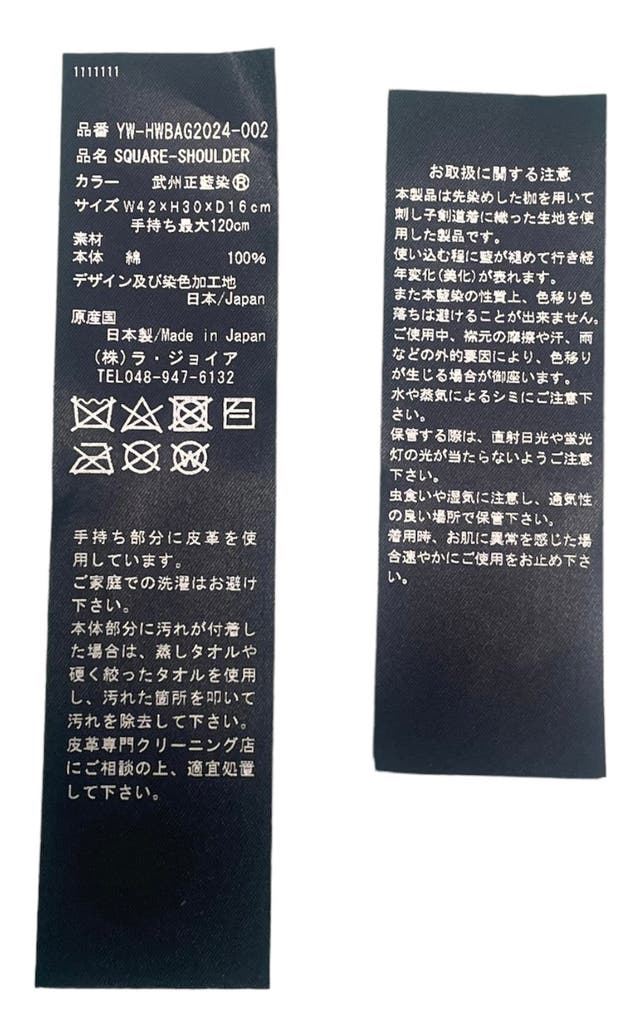 1111111
品番 YW-HWBAG2024-002
品名 SQUARE-SHOULDER
カラー 武州正藍染®
サイズ W42×H30×D16cm
手持ち最大120cm
素材
本体 綿 100%
デザイン及び染色加工地
日本/Japan
原産国
日本製/Made in Japan
(株)ラ・ジョイア
TEL048-947-6132
W
手持ち部分に皮革を使
用しています。
ご家庭での洗濯はお避け
下さい。
本体部分に汚れが付着し
た場合は、蒸しタオルや
硬く絞ったタオルを使用
し、汚れた箇所を叩いて
汚れを除去して下さい。
皮革専門クリーニング店
にご相談の上、適宜処置
して下さい。
お取扱に関する注意
本製品は先染めした枷を用いて
刺し子剣道着に織った生地を使
用した製品です。
使い込む程に藍が褪めて行き経
年変化(美化)が表れます。
また本藍染の性質上、色移り色
落ちは避けることが出来ません。
ご使用中、襟元の摩擦や汗、雨
などの外的要因により、色移り
が生じる場合が御座います。
水や蒸気によるシミにご注意下
さい。
保管する際は、直射日光や蛍光
灯の光が当たらないようご注意
下さい。
虫食いや湿気に注意し、通気性
の良い場所で保管下さい。
着用時、お肌に異常を感じた場
合速やかにご使用をお止め下さ
い。